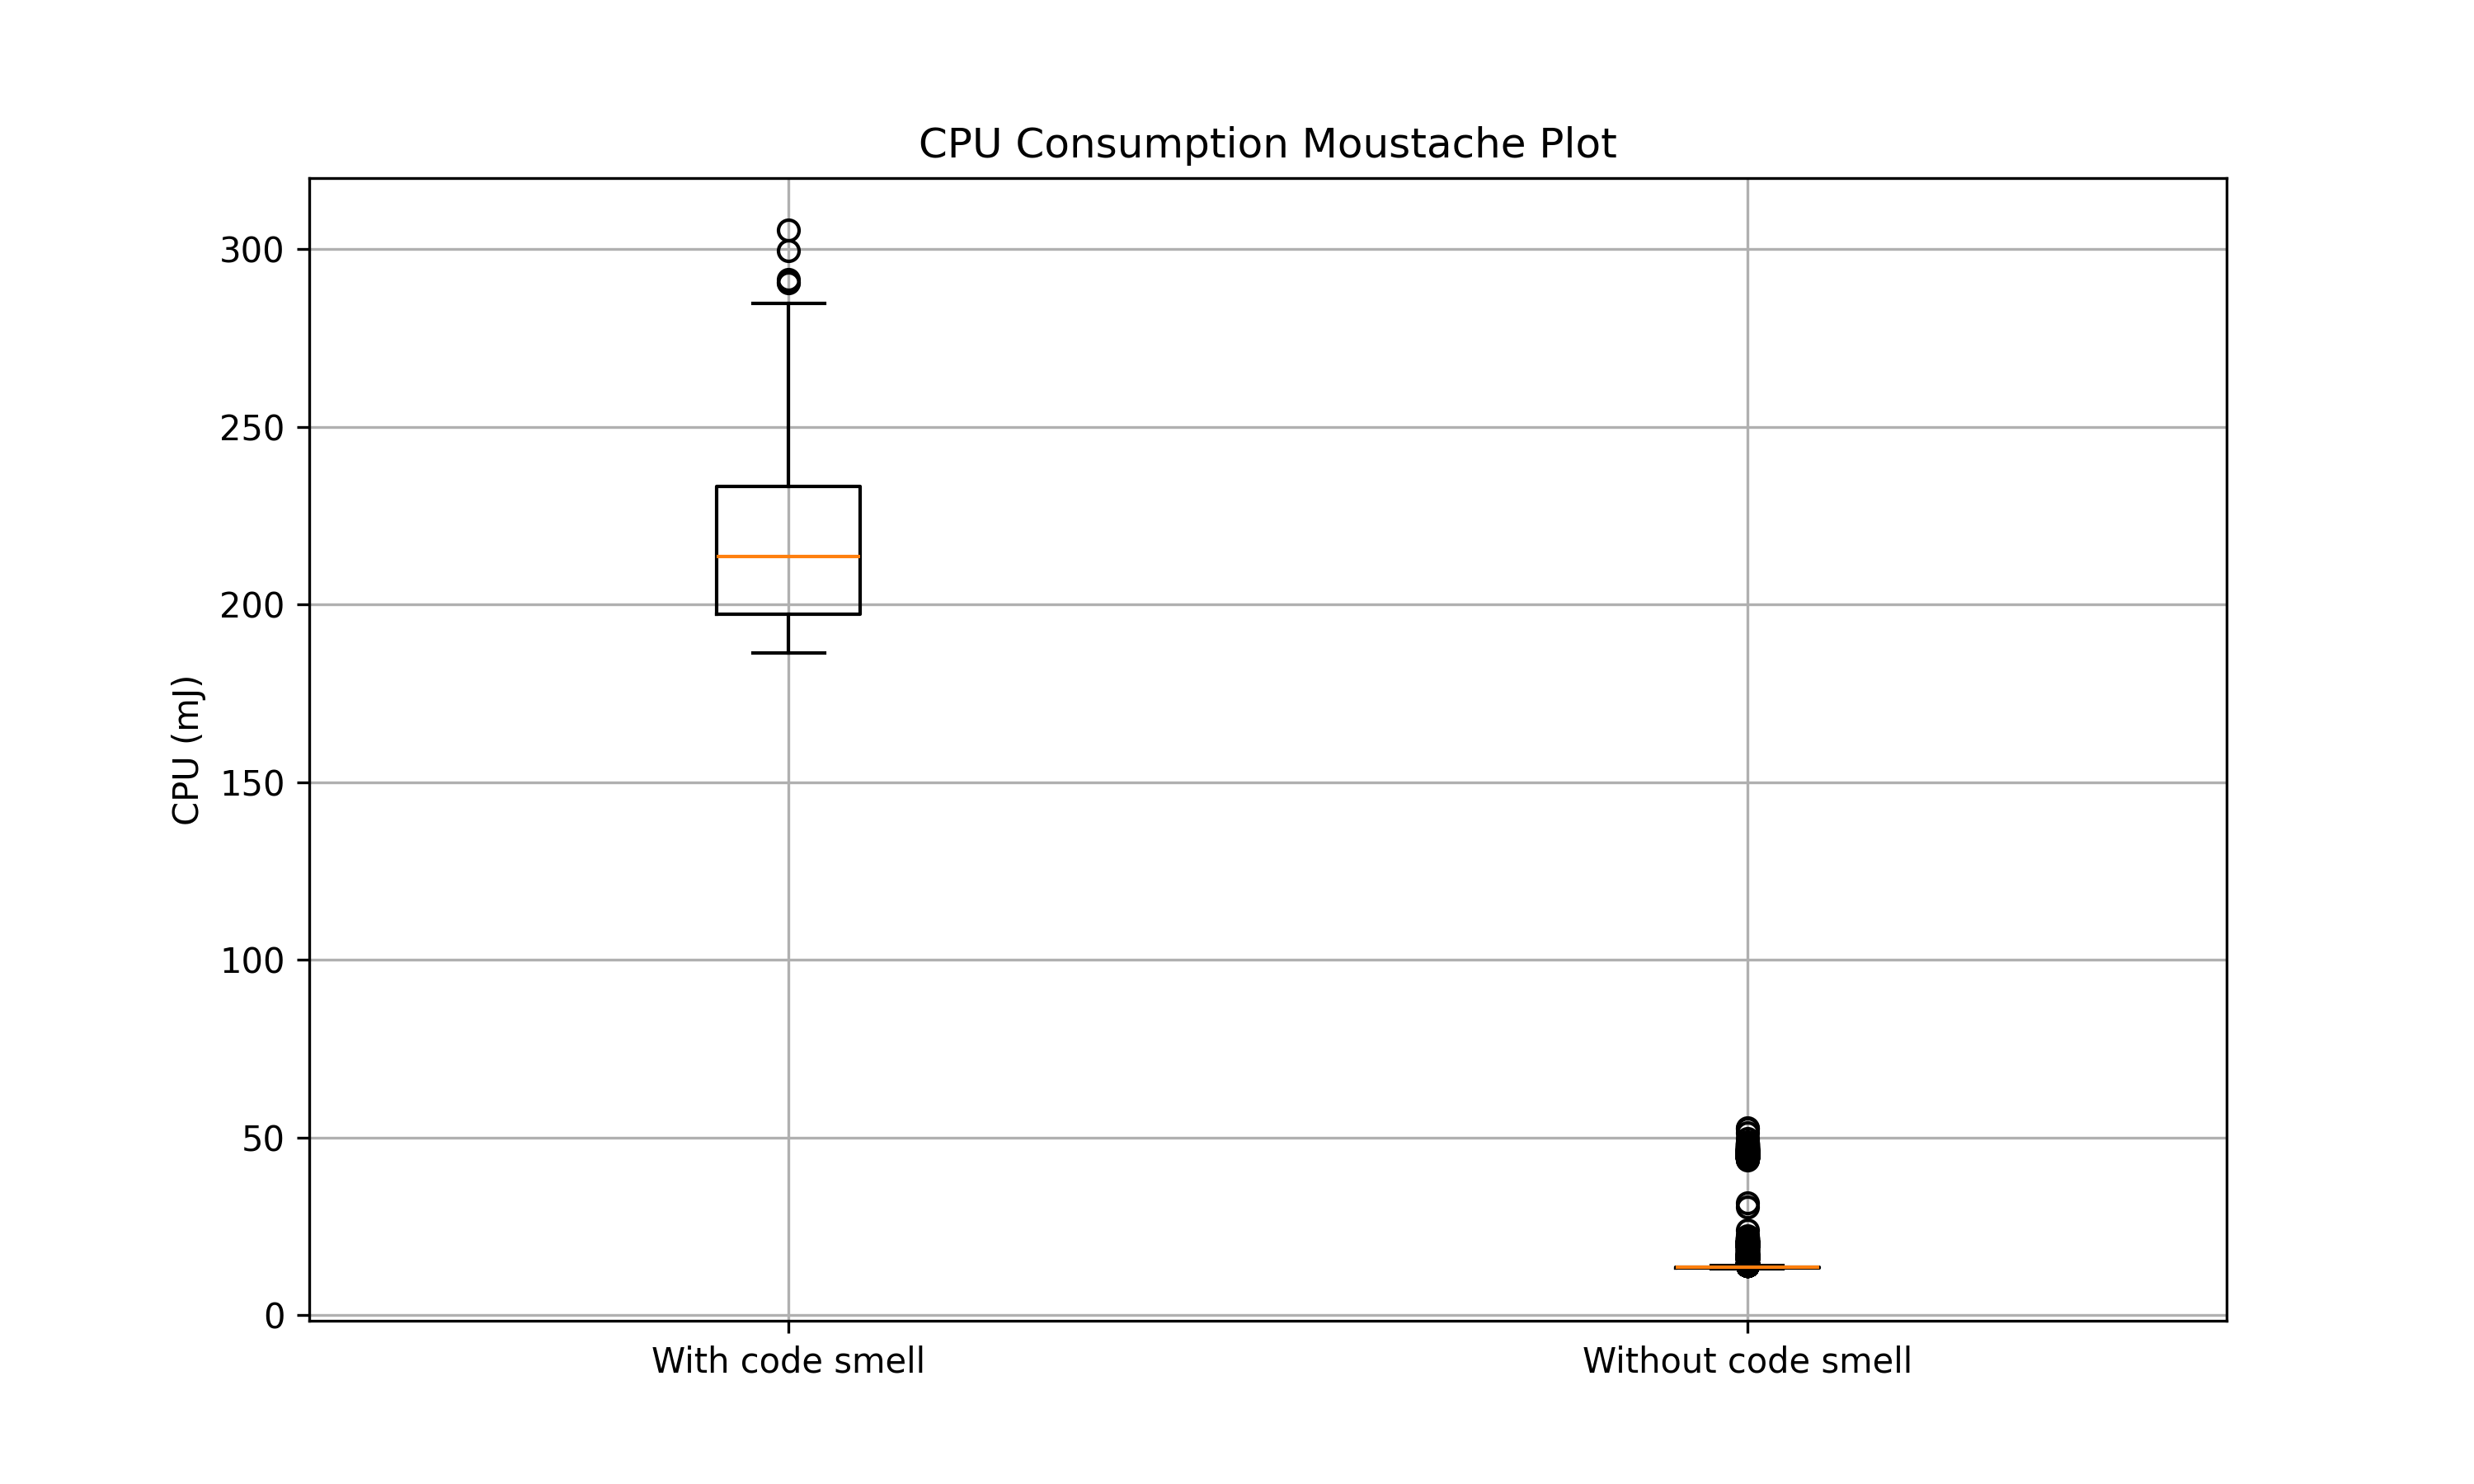 CPU Consumption Moustache Plot
CPU (mJ)
300
250
200
150
100
50
0
With code smell
Without code smell